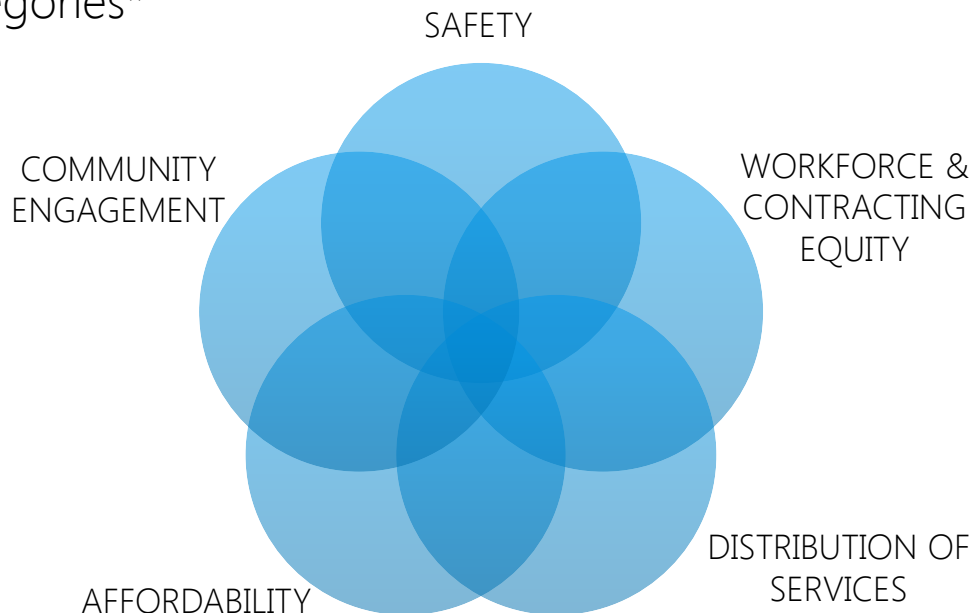 SAFETY
COMMUNITY
ENGAGEMENT
WORKFORCE &
CONTRACTING
EQUITY
DISTRIBUTION OF
SERVICES
AFFORDABILITY